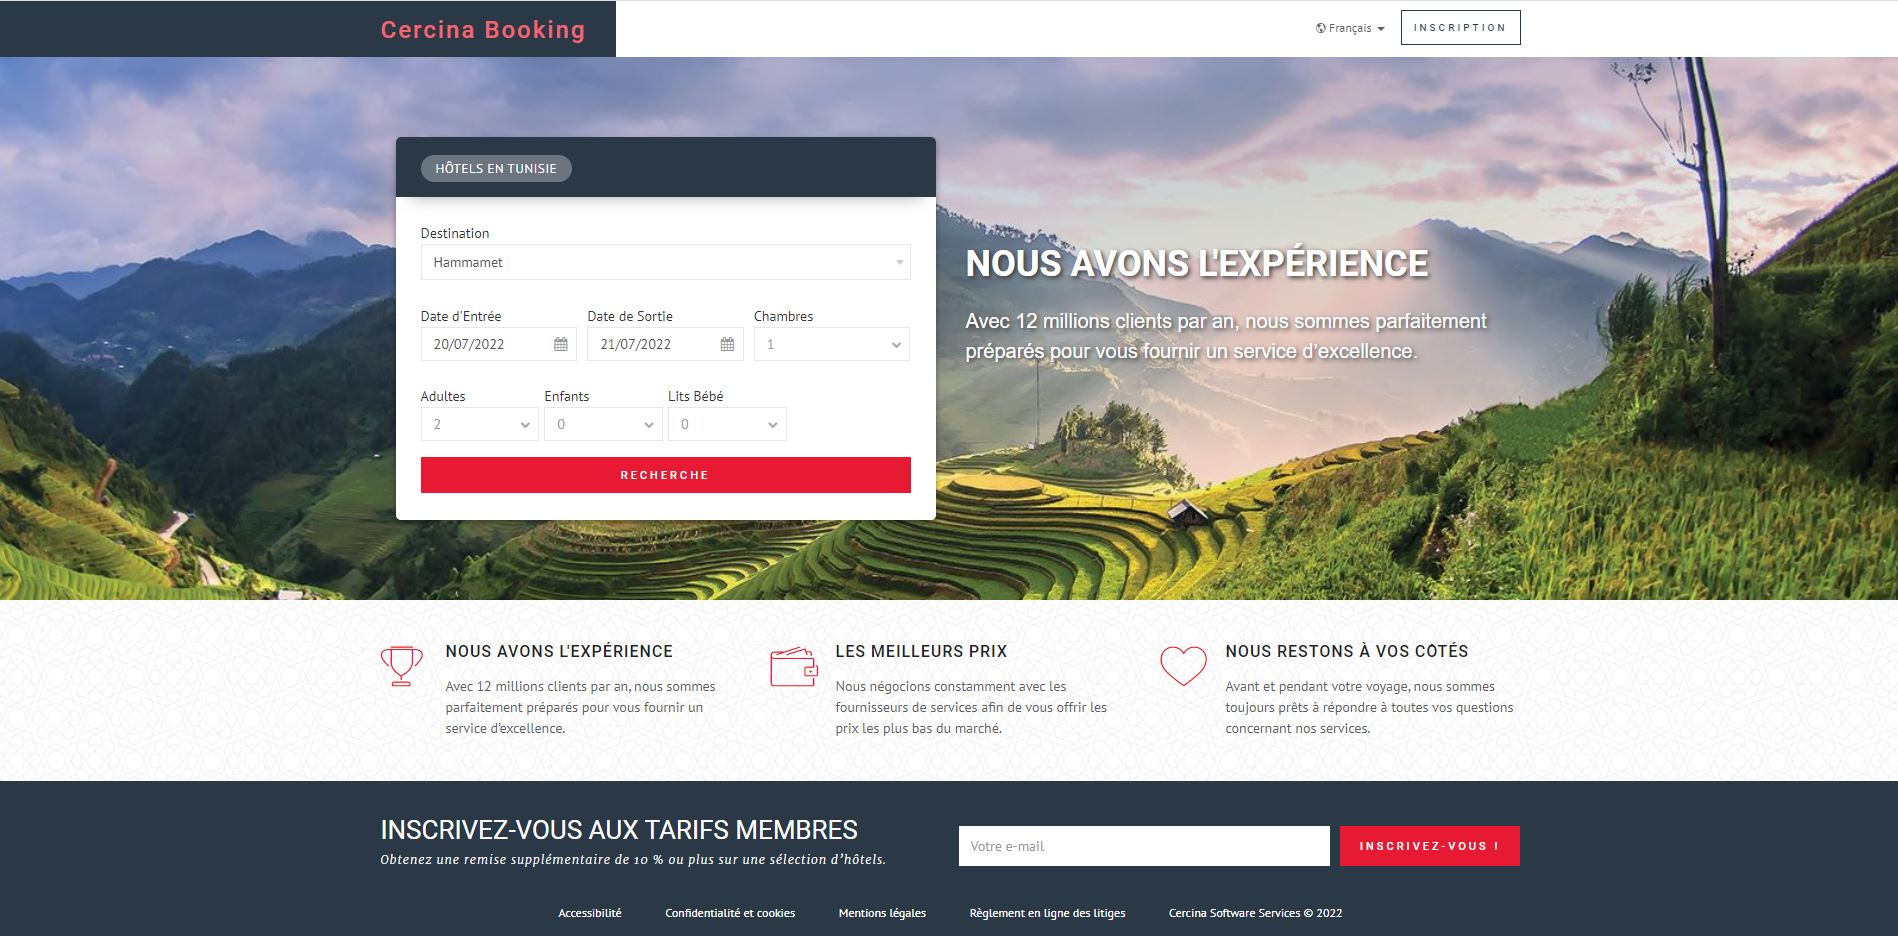 Cercina Booking
Français
INSCRIPTION
HÔTELS EN TUNISIE
Destination
Hammamet
Date d'Entrée
Date de Sortie
Chambres
20/07/2022
21/07/2022
1
Adultes
Enfants
Lits Bébé
2
0
0
RECHERCHE
NOUS AVONS L'EXPÉRIENCE
Avec 12 millions clients par an, nous sommes parfaitement
préparés pour vous fournir un service d'excellence.
NOUS AVONS L'EXPÉRIENCE
Avec 12 millions clients par an, nous sommes
parfaitement préparés pour vous fournir un
service d'excellence.
LES MEILLEURS PRIX
Nous négocions constamment avec les
fournisseurs de services afin de vous offrir les
prix les plus bas du marché.
NOUS RESTONS À VOS CÔTÉS
Avant et pendant votre voyage, nous sommes
toujours prêts à répondre à toutes vos questions
concernant nos services.
INSCRIVEZ-VOUS AUX TARIFS MEMBRES
Obtenez une remise supplémentaire de 10 % ou plus sur une sélection d'hôtels.
Votre e-mail
INSCRIVEZ-VOUS !
Accessibilité
Confidentialité et cookies
Mentions légales
Règlement en ligne des litiges
Cercina Software Services © 2022